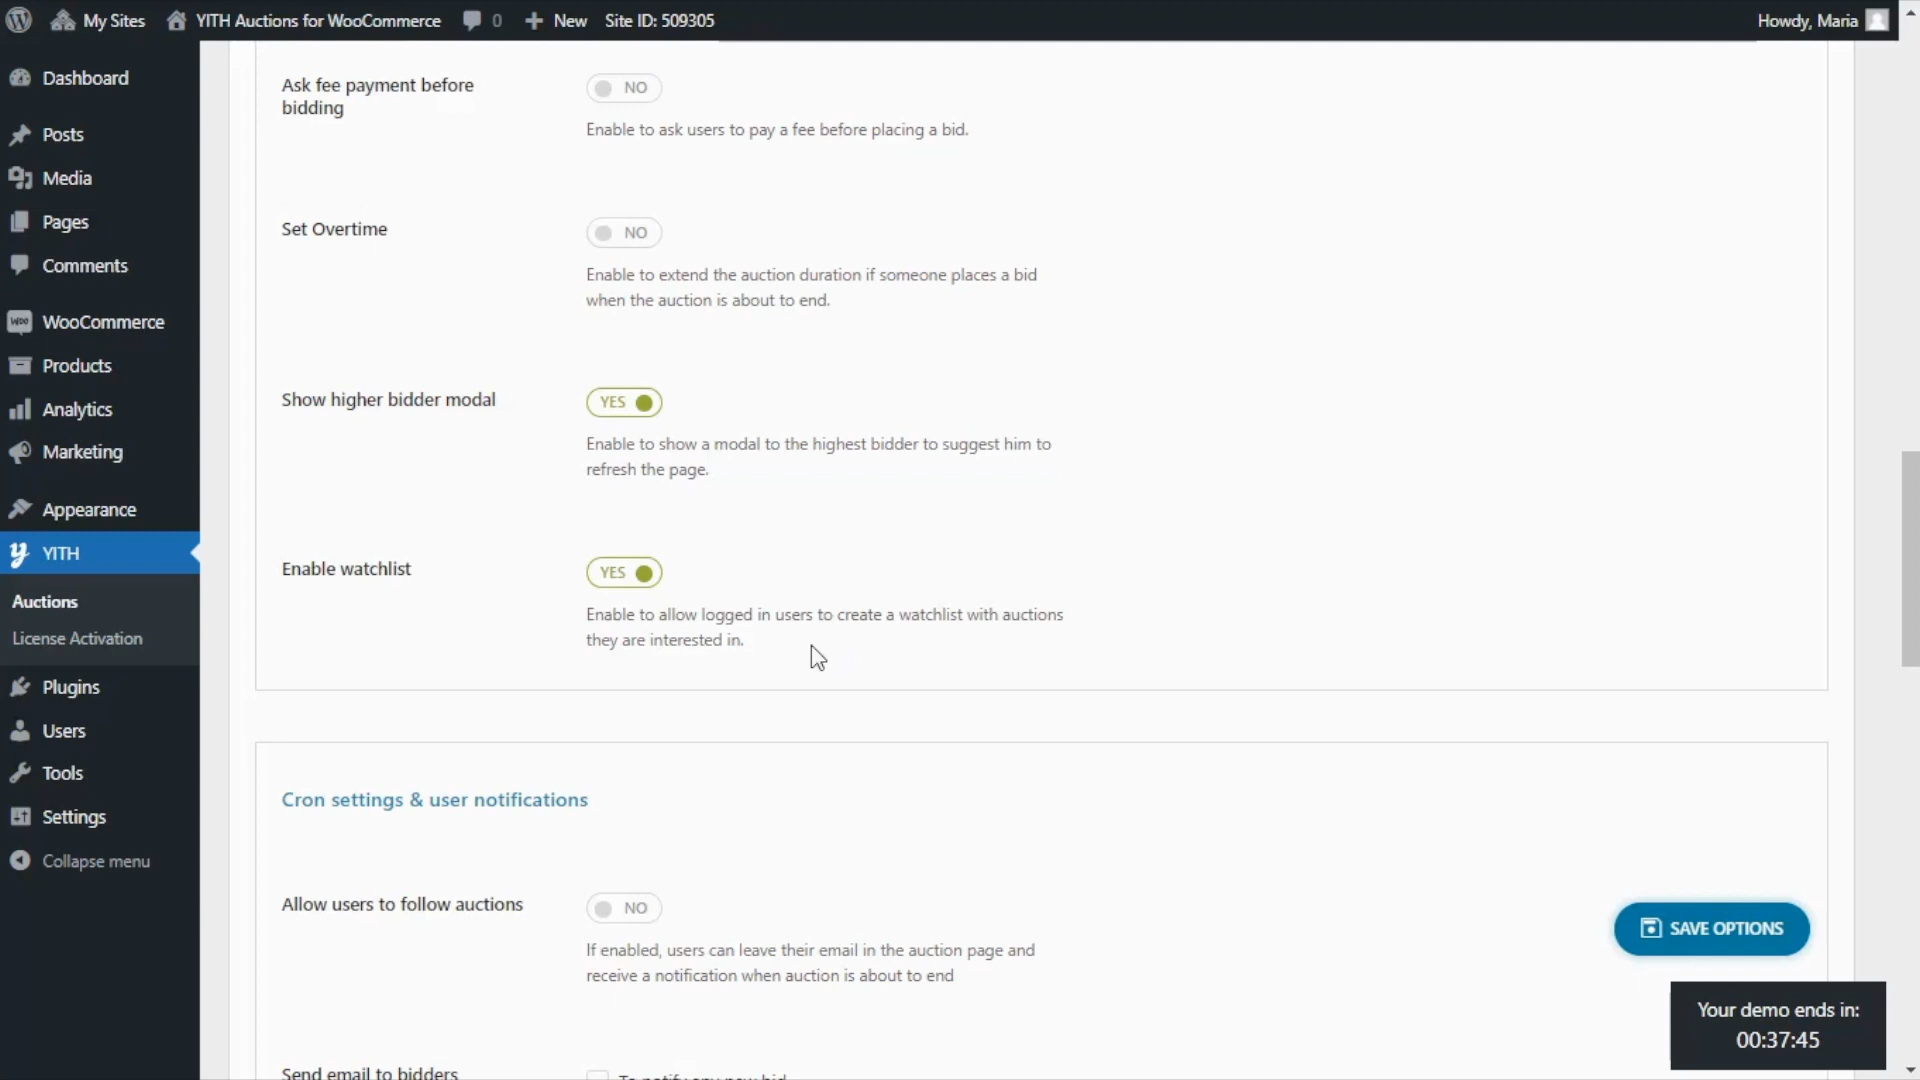 My Sites
YITH Auctions for WooCommerce
0
New
Site ID: 509305
Howdy, Maria
Dashboard
Posts
Media
Pages
Comments
WooCommerce
Products
Analytics
Marketing
Appearance
YITH
Auctions
License Activation
Plugins
Users
Tools
Settings
Collapse menu
Ask fee payment before
bidding
NO
Enable to ask users to pay a fee before placing a bid.
Set Overtime
NO
Enable to extend the auction duration if someone places a bid
when the auction is about to end.
Show higher bidder modal
YES
Enable to show a modal to the highest bidder to suggest him to
refresh the page.
Enable watchlist
YES
Enable to allow logged in users to create a watchlist with auctions
they are interested in.
Cron settings & user notifications
Allow users to follow auctions
NO
If enabled, users can leave their email in the auction page and
receive a notification when auction is about to end
SAVE OPTIONS
Your demo ends in:
00:37:45
Send email to bidders
To notify any new bid